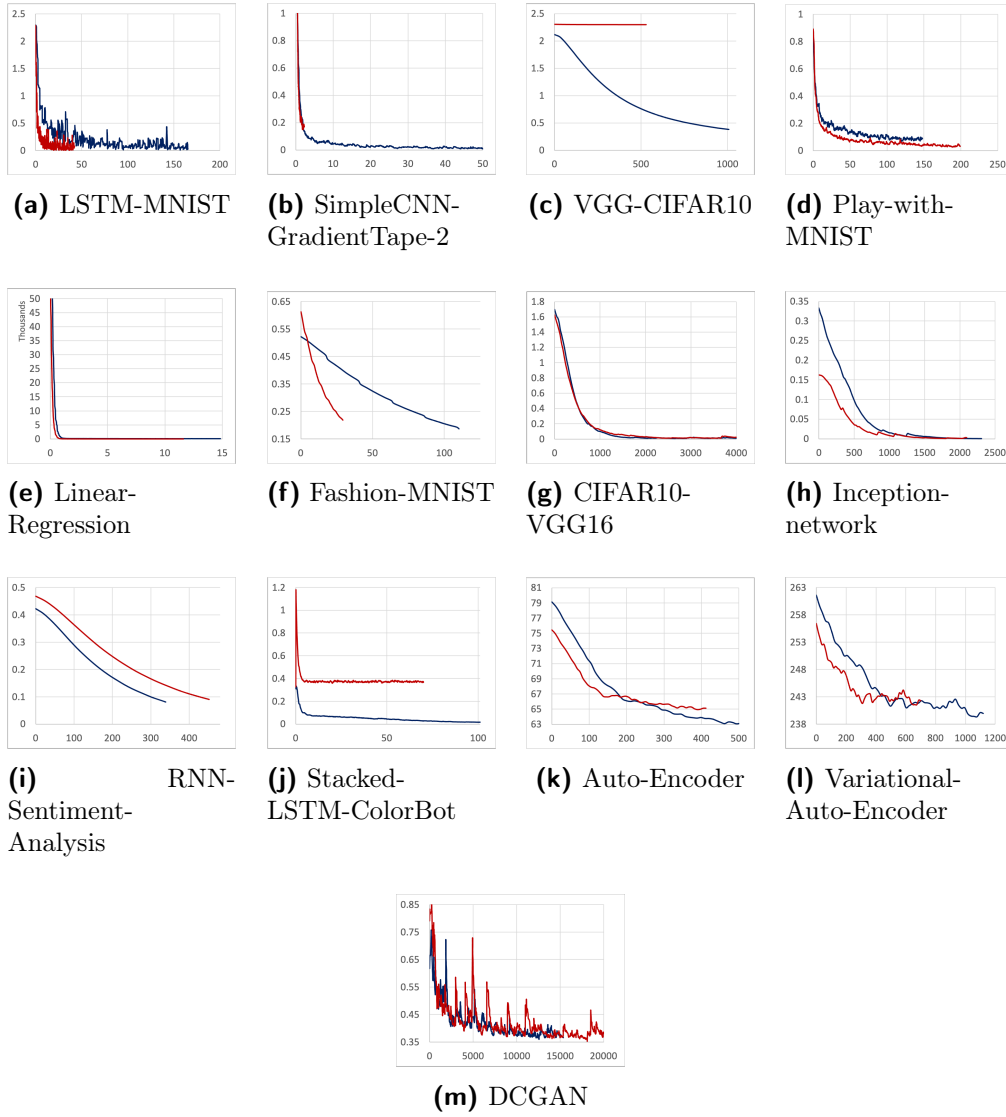 2.5
2
1.5
1
0.5
0
0 50 100 150 200
(a) LSTM-MNIST
1
0.8
0.6
0.4
0.2
0
0 10 20 30 40 50
(b) SimpleCNN-
GradientTape-2
2.5
2
1.5
1
0.5
0
0 500 1000
(c) VGG-CIFAR10
1
0.8
0.6
0.4
0.2
0
0 50 100 150 200 250
(d) Play-with-
MNIST
Thousands
50
45
40
35
30
25
20
15
10
5
0
0 5 10 15
(e) Linear-
Regression
0.65
0.55
0.45
0.35
0.25
0.15
0 50 100
(f) Fashion-MNIST
1.8
1.6
1.4
1.2
1
0.8
0.6
0.4
0.2
0
0 1000 2000 3000 4000
(g) CIFAR10-
VGG16
0.35
0.3
0.25
0.2
0.15
0.1
0.05
0
0 500 1000 1500 2000 2500
(h) Inception-
network
0.5
0.4
0.3
0.2
0.1
0
0 100 200 300 400
(i) RNN-
Sentiment-
Analysis
1.2
1
0.8
0.6
0.4
0.2
0
0 50 100
(j) Stacked-
LSTM-ColorBot
81
79
77
75
73
71
69
67
65
63
0 100 200 300 400 500
(k) Auto-Encoder
263
258
253
248
243
238
0 200 400 600 800 1000 1200
(l) Variational-
Auto-Encoder
0.85
0.75
0.65
0.55
0.45
0.35
0 5000 10000 15000 20000
(m) DCGAN